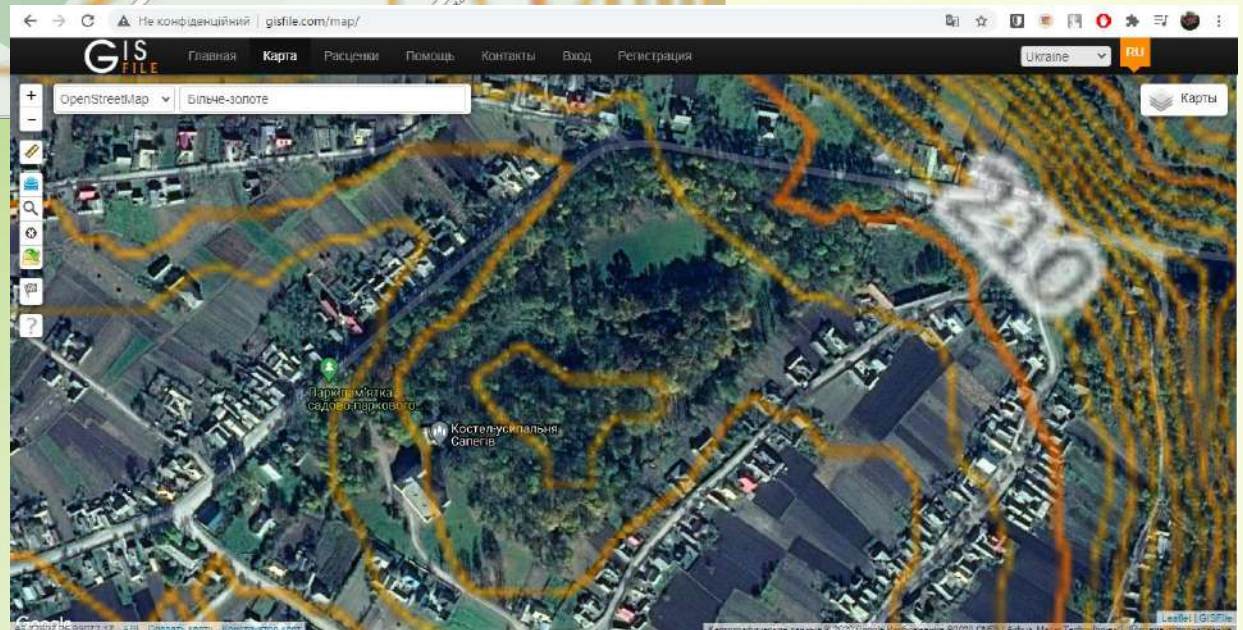 Не конфіденційний | gisfile.com/map/
GIS FILE
Главная Карта Расценки Помощь Контакты Вход Регистрация
Ukraine
RU
+
OpenStreetMap
Більче-золоте
Карты
-
?
210
Парк-пам'ятка
садово-паркового...
Костел-усипальня
Сапегів
Google
Leaflet | GISFile